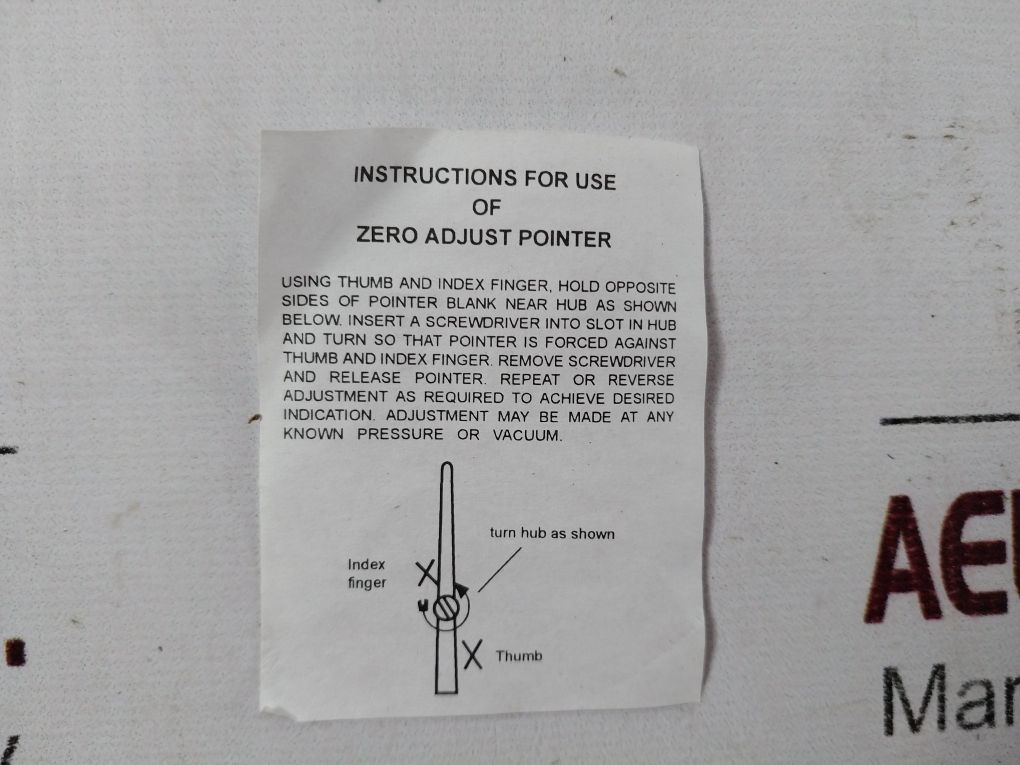 INSTRUCTIONS FOR USE
OF
ZERO ADJUST POINTER
USING THUMB AND INDEX FINGER, HOLD OPPOSITE
SIDES OF POINTER BLANK NEAR HUB AS SHOWN
BELOW. INSERT A SCREWDRIVER INTO SLOT IN HUB
AND TURN SO THAT POINTER IS FORCED AGAINST
THUMB AND INDEX FINGER. REMOVE SCREWDRIVER
AND RELEASE POINTER. REPEAT OR REVERSE
ADJUSTMENT AS REQUIRED TO ACHIEVE DESIRED
INDICATION. ADJUSTMENT MAY BE MADE AT ANY
KNOWN PRESSURE OR VACUUM.
turn hub as shown
Index
finger
Thumb